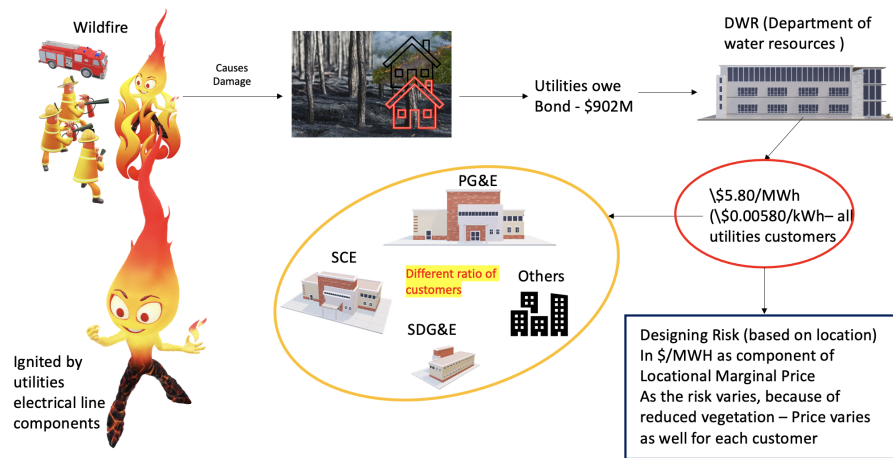 Wildfire
Causes
Damage
Utilities owe
Bond - $902M
DWR (Department of
water resources )
\$5.80/MWh
(\$0.00580/kWh– all
utilities customers
PG&E
SCE
Different ratio of
customers
Others
SDG&E
Ignited by
utilities
electrical line
components
Designing Risk (based on location)
In $/MWH as component of
Locational Marginal Price
As the risk varies, because of
reduced vegetation – Price varies
as well for each customer